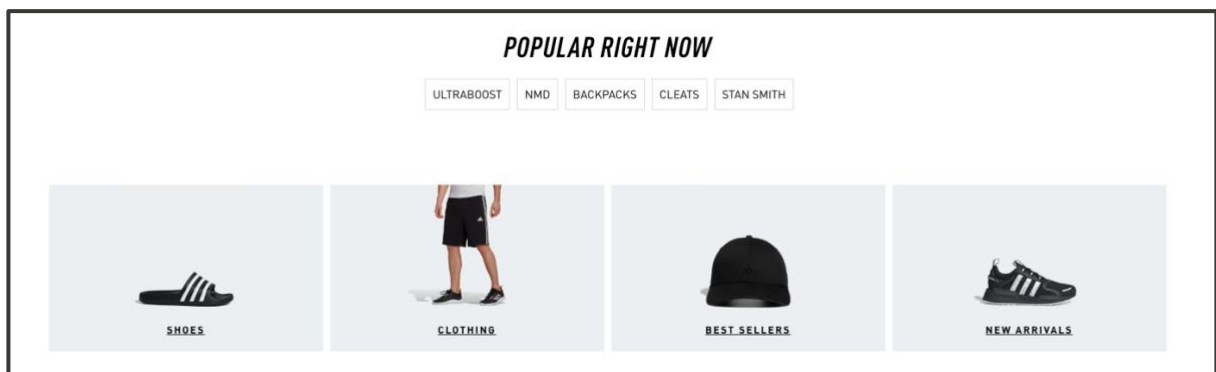 POPULAR RIGHT NOW
ULTRABOOST NMD BACKPACKS CLEATS STAN SMITH
SHOES CLOTHING BEST SELLERS NEW ARRIVALS